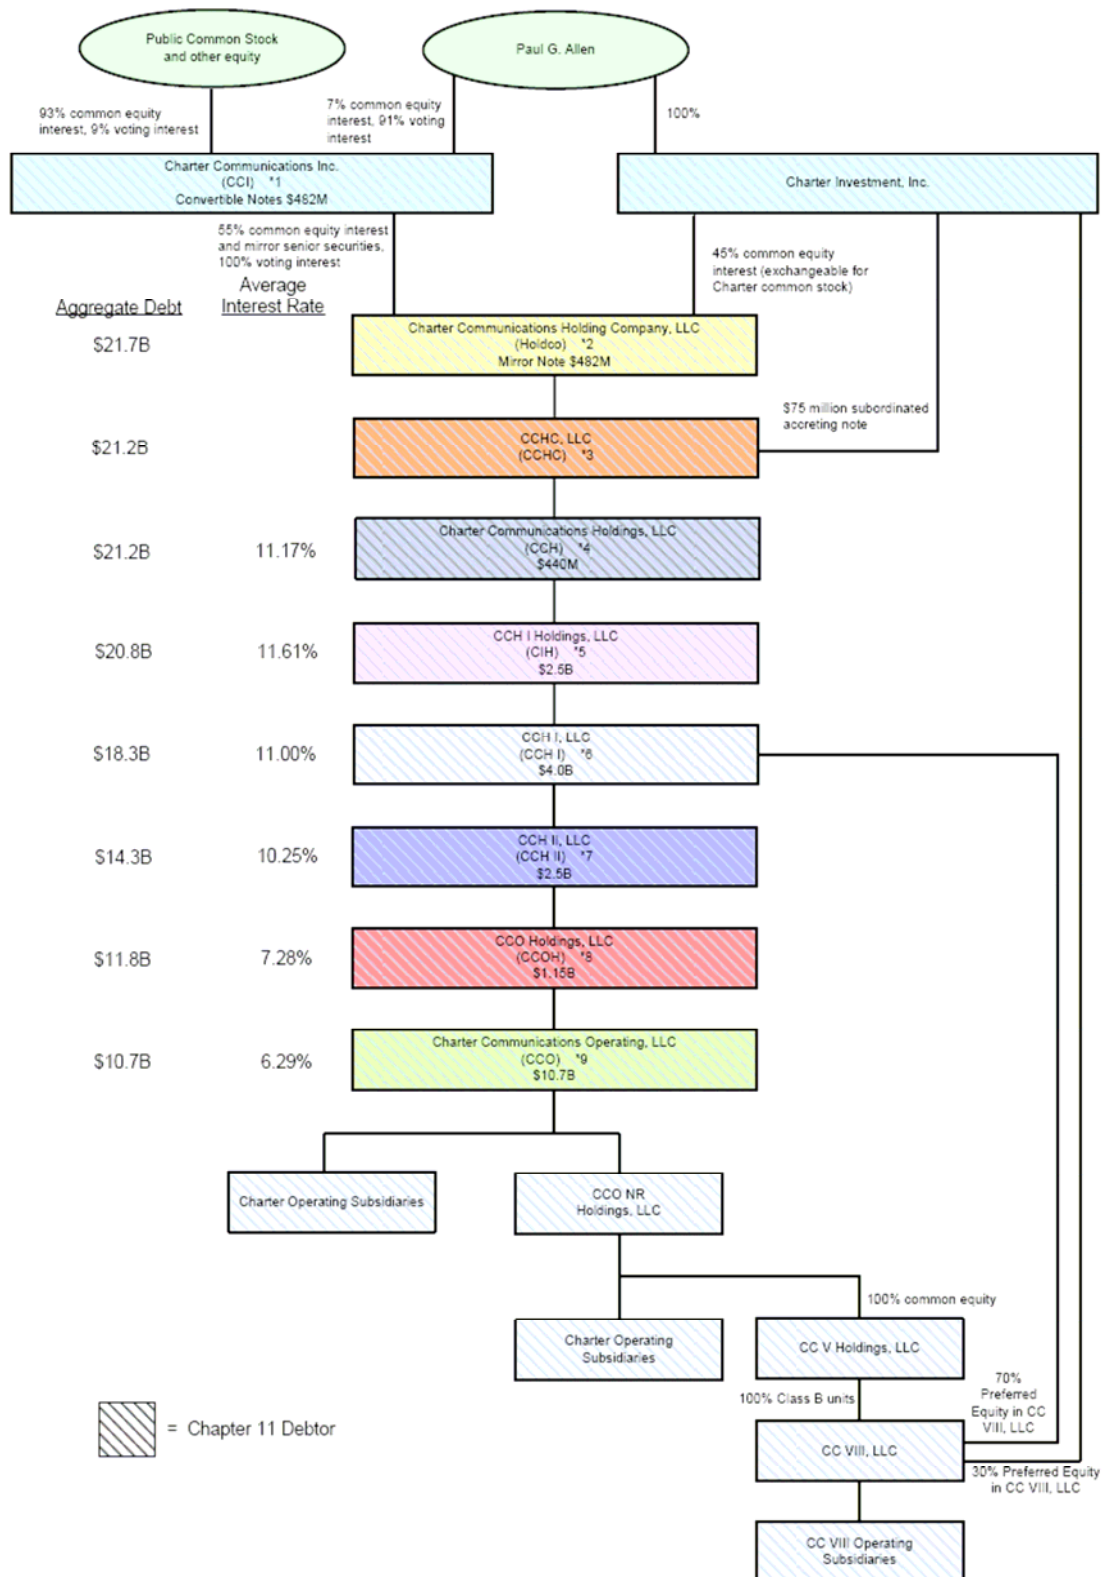 Public Common Stock
and other equity
Paul G. Allen
93% common equity
interest, 9% voting interest
7% common equity
interest, 91% voting
interest
100%
Charter Communications Inc.
(CCI) *1
Convertible Notes $482M
Charter Investment, Inc.
55% common equity interest
and mirror senior securities,
100% voting interest
45% common equity
interest (exchangeable for
Charter common stock)
Aggregate Debt
Average
Interest Rate
$21.7B
Charter Communications Holding Company, LLC
(Holdco) *2
Mirror Note $482M
$75 million subordinated
accreting note
$21.2B
CCHC, LLC
(CCHC) *3
$21.2B
11.17%
Charter Communications Holdings, LLC
(CCH) *4
$440M
$20.8B
11.61%
CCH I Holdings, LLC
(CIH) *5
$2.5B
$18.3B
11.00%
CCH I, LLC
(CCH I) *6
$4.0B
$14.3B
10.25%
CCH II, LLC
(CCH II) *7
$2.5B
$11.8B
7.28%
CCO Holdings, LLC
(CCOH) *8
$1.15B
$10.7B
6.29%
Charter Communications Operating, LLC
(CCO) *9
$10.7B
Charter Operating Subsidiaries
CCO NR
Holdings, LLC
100% common equity
Charter Operating
Subsidiaries
CC V Holdings, LLC
100% Class B units
70%
Preferred
Equity in CC
VIII, LLC
= Chapter 11 Debtor
CC VIII, LLC
30% Preferred Equity
in CC VIII, LLC
CC VIII Operating
Subsidiaries